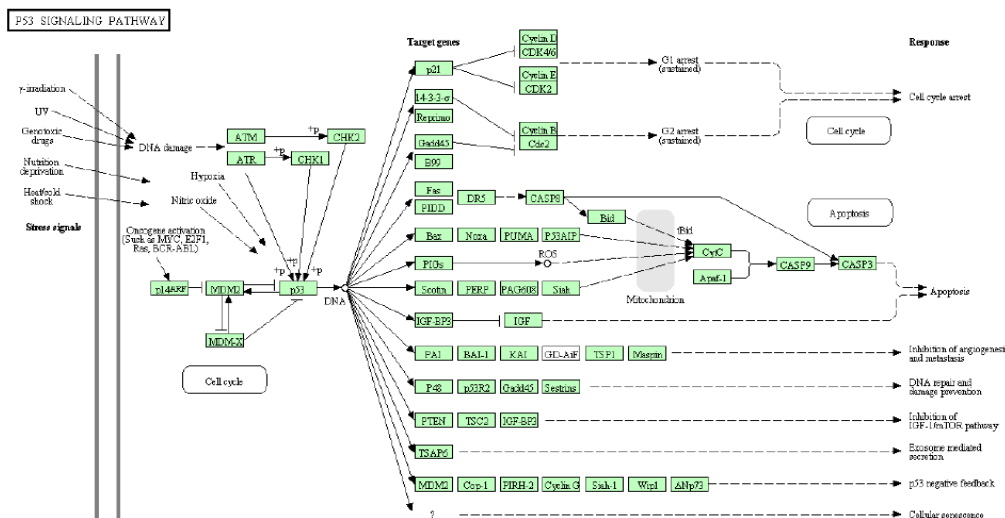 P53 SIGNALING PATHWAY
Target genes
Response
γ-irradiation
UV
Genotoxic
drugs
Nutrition
deprivation
Heat/cold
shock
Stress signals
DNA damage
ATM
+p
CHK2
ATR
+p
CHK1
Hypoxia
Nitric oxide
Oncogene activation
(Such as MYC, E2F1,
Ras, BCR-ABL)
+p
+p
+p
p14ARF
MDM2
p53
DNA
MDM-X
Cell cycle
p21
Cyclin D
CDK4/6
Cyclin E
CDK2
G1 arrest
(sustained)
14-3-3-σ
Reprimo
Gadd45
B99
Cyclin B
Cdc2
G2 arrest
(sustained)
Cell cycle arrest
Cell cycle
Fas
PIDD
DR5
CASP8
Bid
tBid
Apoptosis
Bax
Noxa
PUMA
P53AIP
CytC
PIGs
ROS
Apaf-1
CASP9
CASP3
Scotin
PERP
PAG608
Siah
Mitochondrion
Apoptosis
IGF-BP3
IGF
PAI
BAI-1
KAI
GD-AiF
TSP1
Maspin
Inhibition of angiogenesis
and metastasis
P48
p53R2
Gadd45
Sestrins
DNA repair and
damage prevention
PTEN
TSC2
IGF-BP3
Inhibition of
IGF-1/mTOR pathway
TSAP6
Exosome mediated
secretion
MDM2
Cop-1
PIRH-2
Cyclin G
Siah-1
Wip1
ΔNp73
p53 negative feedback
?
Cellular senescence